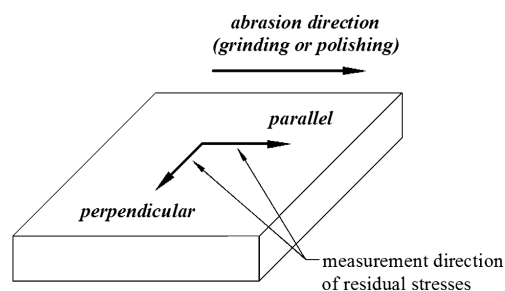 abrasion direction
(grinding or polishing)
parallel
perpendicular
measurement direction
of residual stresses